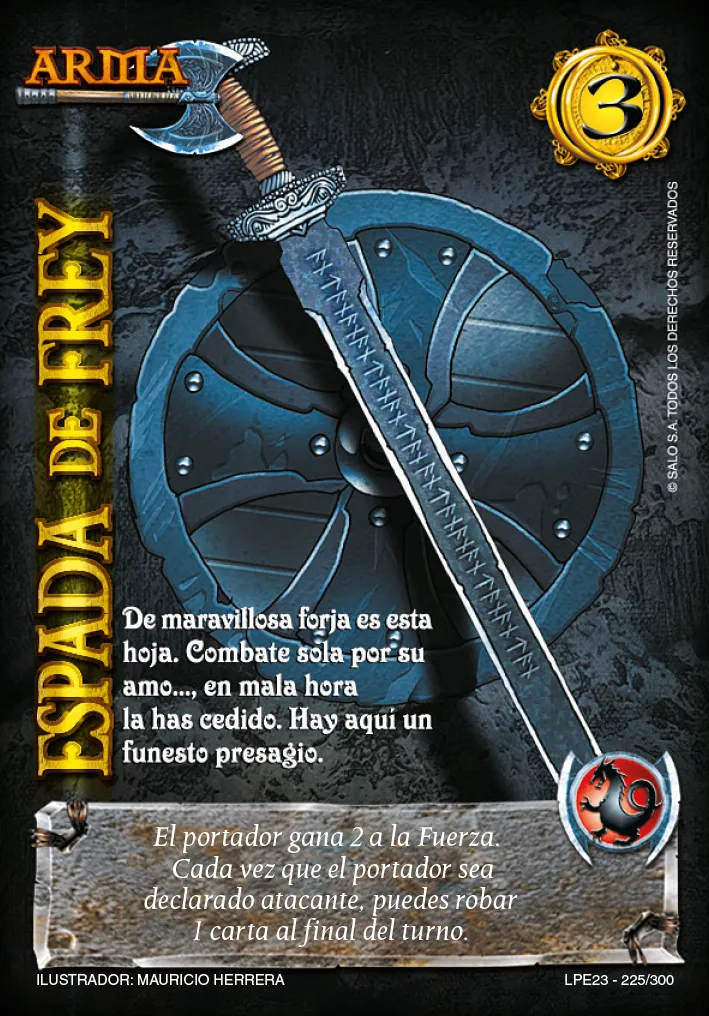 ARMA
3
ESPADA DE FREY
© SALO S.A. TODOS LOS DERECHOS RESERVADOS
De maravillosa forja es esta
hoja. Combate sola por su
amo..., en mala hora
la has cedido. Hay aquí un
funesto presagio.
El portador gana 2 a la Fuerza.
Cada vez que el portador sea
declarado atacante, puedes robar
1 carta al final del turno.
ILUSTRADOR: MAURICIO HERRERA
LPE23 - 225/300